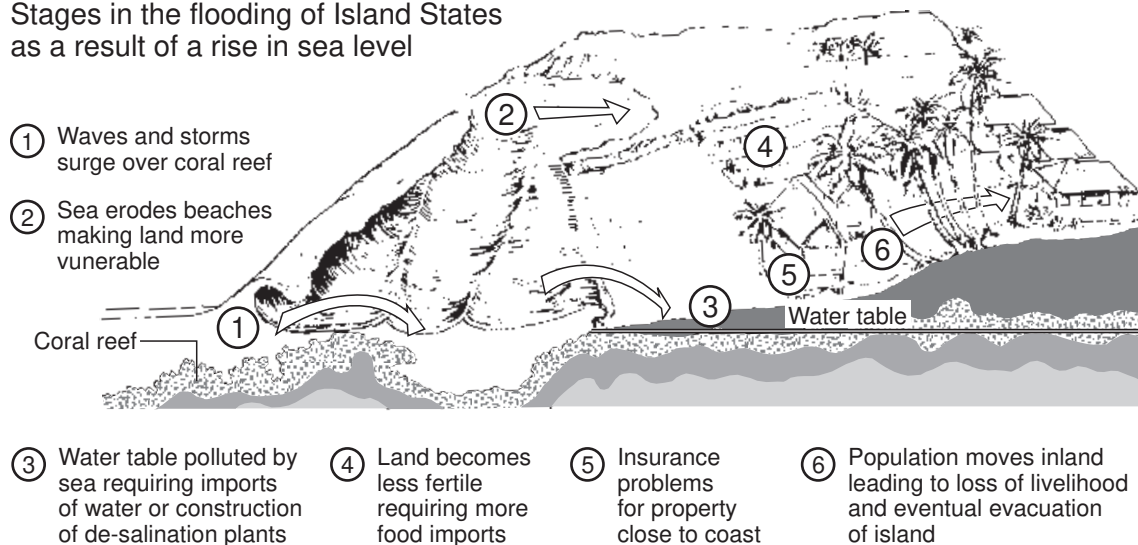 Stages in the flooding of Island States
as a result of a rise in sea level
1 Waves and storms
surge over coral reef
2 Sea erodes beaches
making land more
vunerable
2
4
6
5
3
1
Water table
Coral reef
3 Water table polluted by
sea requiring imports
of water or construction
of de-salination plants
4 Land becomes
less fertile
requiring more
food imports
5 Insurance
problems
for property
close to coast
6 Population moves inland
leading to loss of livelihood
and eventual evacuation
of island